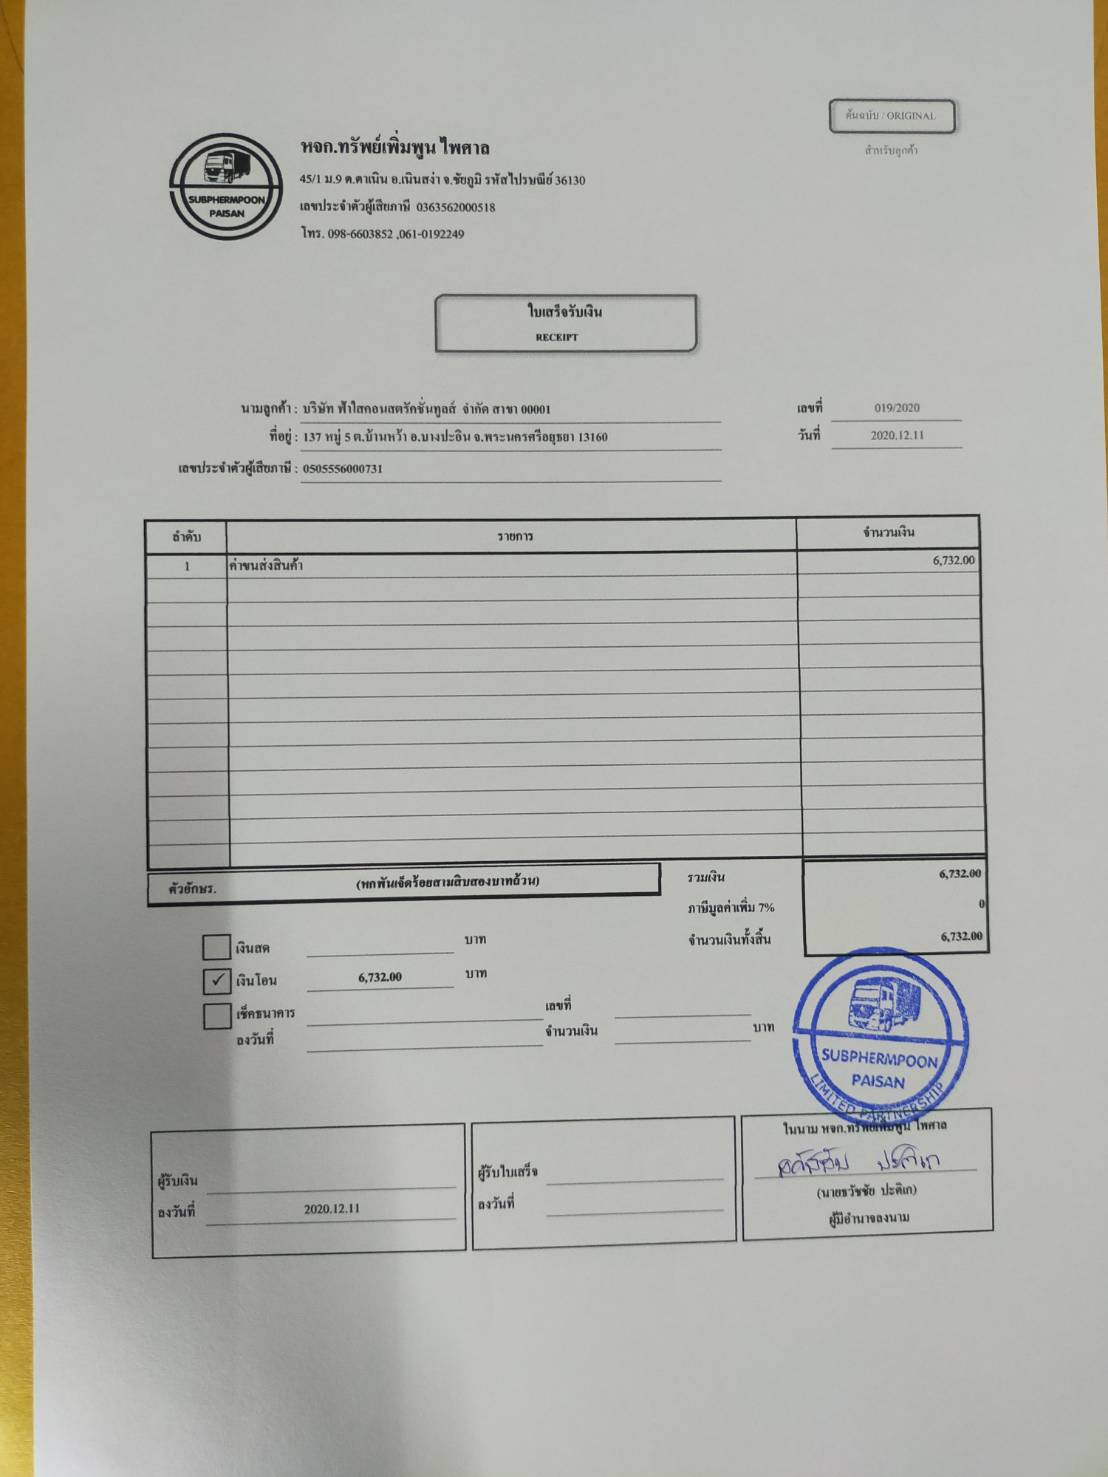 ต้นฉบับ / ORIGINAL
สำหรับลูกค้า
SUBPHERMPOON
PAISAN
หจก.ทรัพย์เพิ่มพูน ไพศาล
45/1 ม.9 ต.ตาเนิน อ.เนินสง่า จ.ชัยภูมิ รหัสไปรษณีย์ 36130
เลขประจำตัวผู้เสียภาษี 0363562000518
โทร. 098-6603852 ,061-0192249
ใบเสร็จรับเงิน
RECEIPT
นามลูกค้า : บริษัท ฟ้าใสคอนสตรัคชั่นทูลส์ จำกัด สาขา 00001
เลขที่ 019/2020
ที่อยู่ : 137 หมู่ 5 ต.บ้านหว้า อ.บางปะอิน จ.พระนครศรีอยุธยา 13160
วันที่ 2020.12.11
เลขประจำตัวผู้เสียภาษี : 0505556000731
ลำดับ รายการ จำนวนเงิน
1 ค่าขนส่งสินค้า 6,732.00
ตัวอักษร. (หกพันเจ็ดร้อยสามสิบสองบาทถ้วน)
รวมเงิน 6,732.00
ภาษีมูลค่าเพิ่ม 7% 0
จำนวนเงินทั้งสิ้น 6,732.00
เงินสด บาท
✓ เงินโอน 6,732.00 บาท
เช็คธนาคาร เลขที่
ลงวันที่ จำนวนเงิน บาท
SUBPHERMPOON
PAISAN
LIMITED PARTNERSHIP
ผู้รับเงิน
ลงวันที่ 2020.12.11
ผู้รับใบเสร็จ
ลงวันที่
ในนาม หจก.ทรัพย์เพิ่มพูน ไพศาล
ธวัชชัย ปะติเก
(นายธวัชชัย ปะติเก)
ผู้มีอำนาจลงนาม